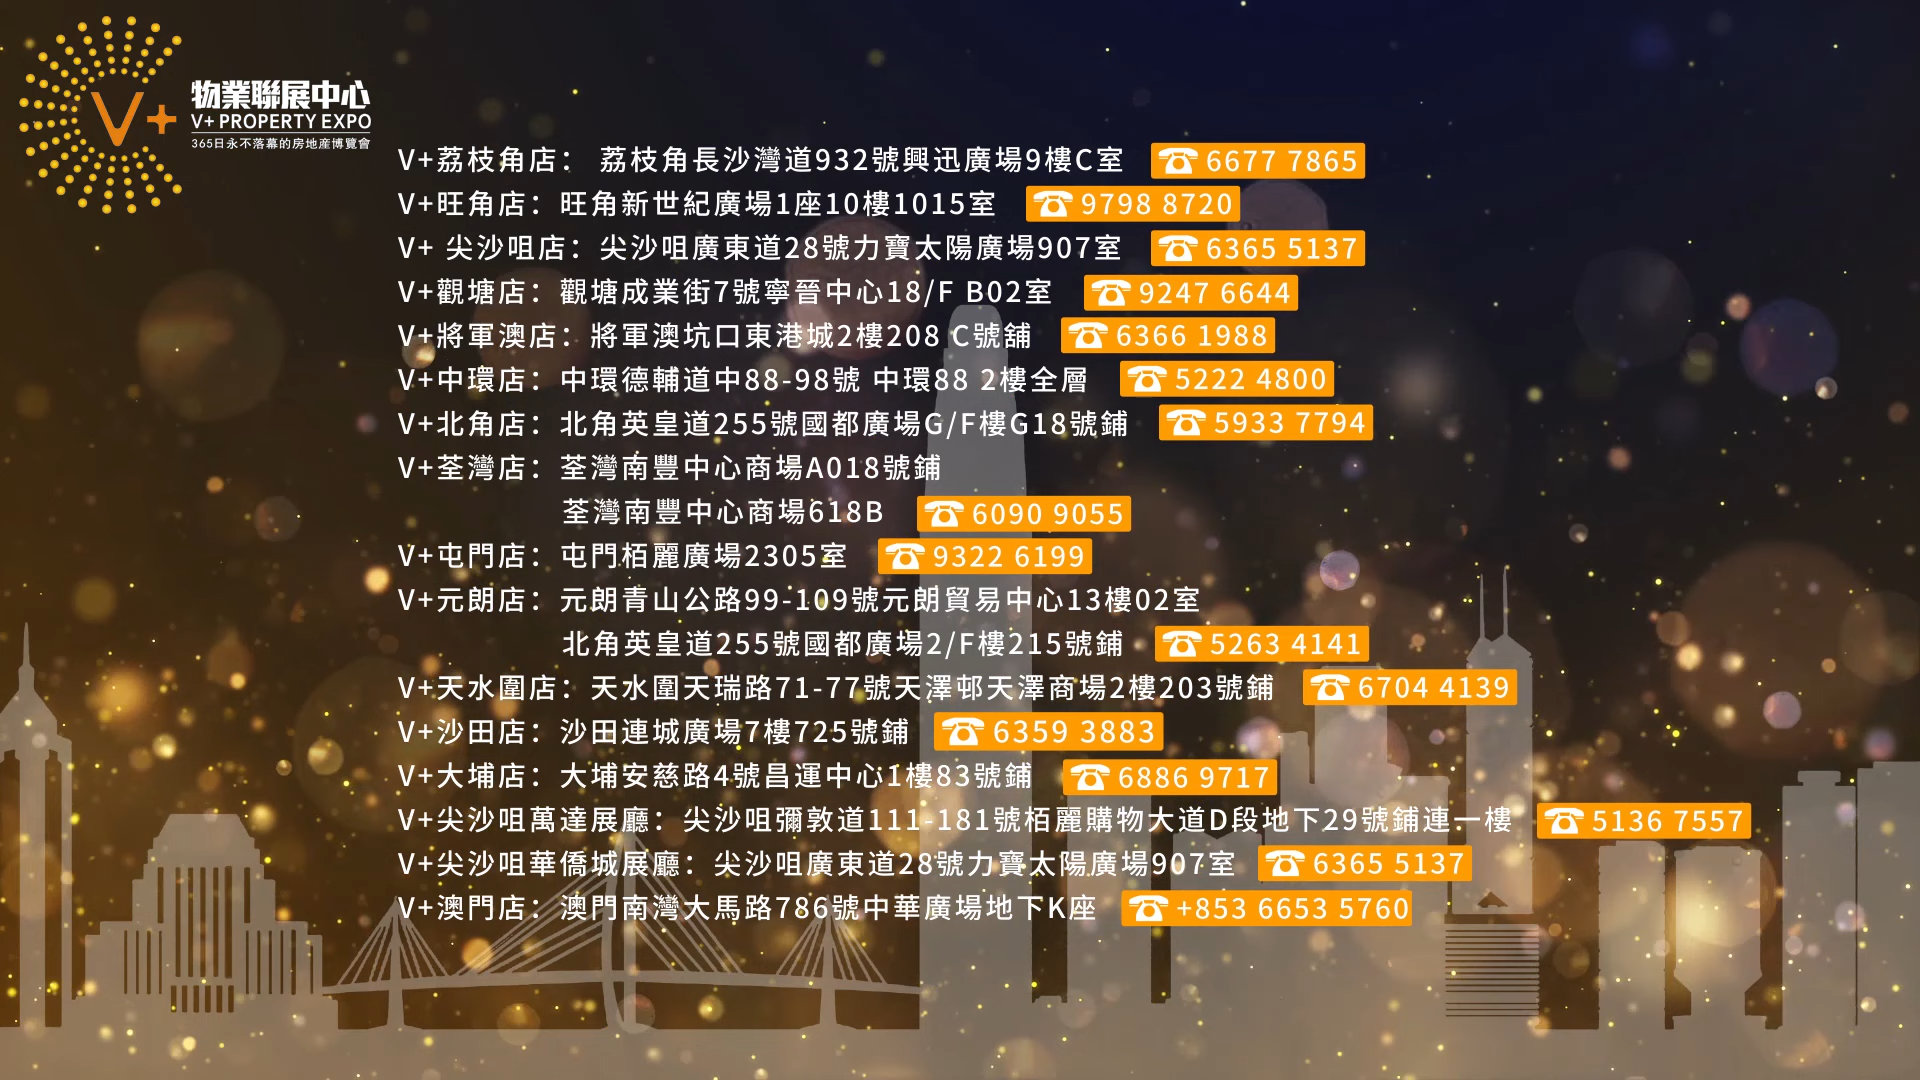 V+
物業聯展中心
V+ PROPERTY EXPO
365日永不落幕的房地産博覽會
V+荔枝角店： 荔枝角長沙灣道932號興迅廣場9樓C室 6677 7865
V+旺角店：旺角新世紀廣場1座10樓1015室 9798 8720
V+ 尖沙咀店：尖沙咀廣東道28號力寶太陽廣場907室 6365 5137
V+觀塘店：觀塘成業街7號寧晉中心18/F B02室 9247 6644
V+將軍澳店：將軍澳坑口東港城2樓208 C號舖 6366 1988
V+中環店：中環德輔道中88-98號 中環88 2樓全層 5222 4800
V+北角店：北角英皇道255號國都廣場G/F樓G18號鋪 5933 7794
V+荃灣店：荃灣南豐中心商場A018號鋪
荃灣南豐中心商場618B 6090 9055
V+屯門店：屯門栢麗廣場2305室 9322 6199
V+元朗店：元朗青山公路99-109號元朗貿易中心13樓02室
北角英皇道255號國都廣場2/F樓215號鋪 5263 4141
V+天水圍店：天水圍天瑞路71-77號天澤邨天澤商場2樓203號鋪 6704 4139
V+沙田店：沙田連城廣場7樓725號鋪 6359 3883
V+大埔店：大埔安慈路4號昌運中心1樓83號鋪 6886 9717
V+尖沙咀萬達展廳：尖沙咀彌敦道111-181號栢麗購物大道D段地下29號鋪連一樓 5136 7557
V+尖沙咀華僑城展廳：尖沙咀廣東道28號力寶太陽廣場907室 6365 5137
V+澳門店：澳門南灣大馬路786號中華廣場地下K座 +853 6653 5760